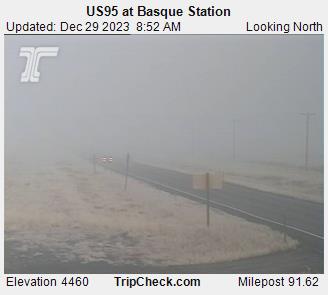 US95 at Basque Station
Updated: Dec 29 2023 8:52 AM Looking North
Elevation 4460 TripCheck.com Milepost 91.62